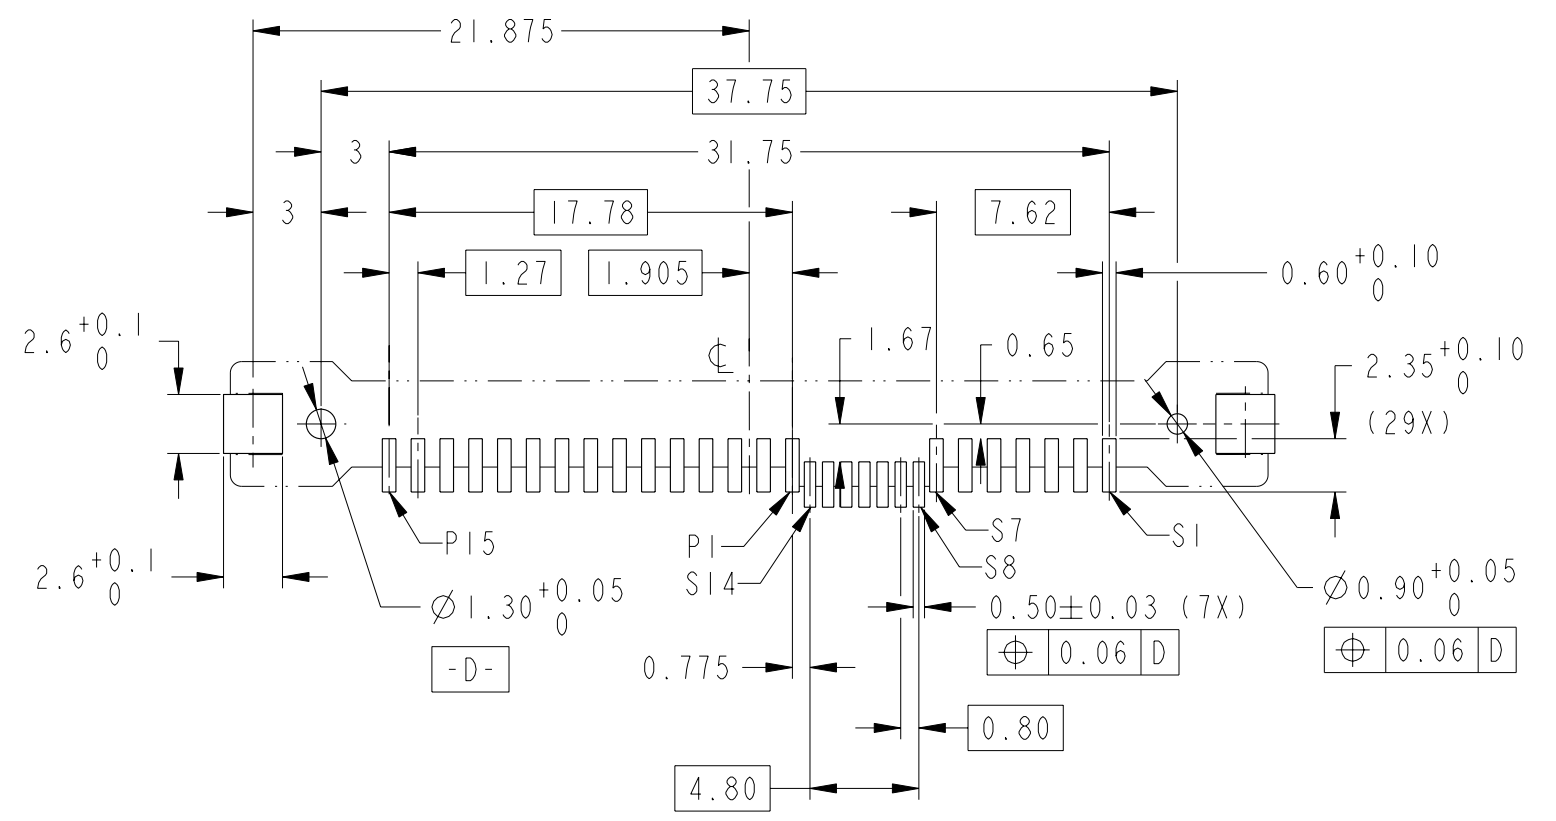 21.875
37.75
3
31.75
3
17.78
7.62
1.27
1.905
0.60 +0.10 0
2.6 +0.1 0
℄
1.67
0.65
2.35 +0.10 0
(29X)
P15
P1
S7
S1
S14
S8
2.6 +0.1 0
Ø1.30 +0.05 0
-D-
0.50±0.03 (7X)
⌖ 0.06 D
Ø0.90 +0.05 0
⌖ 0.06 D
0.775
0.80
4.80